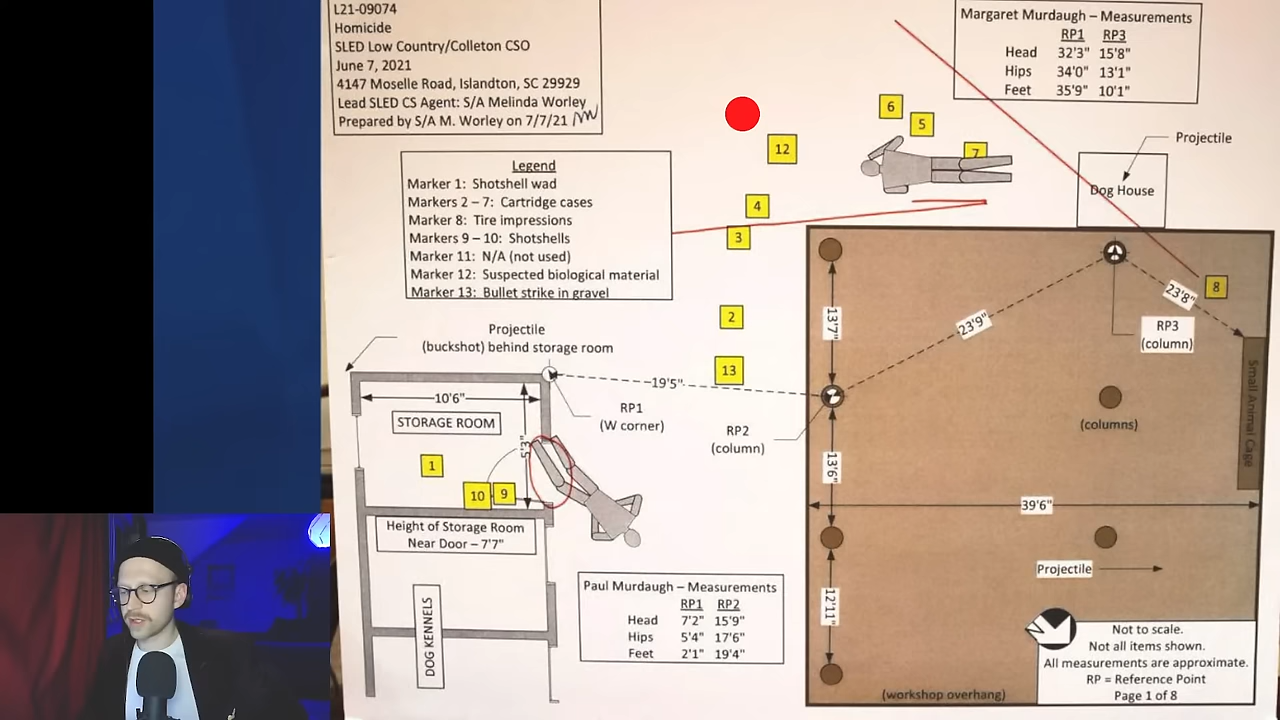 L21-09074
Homicide
SLED Low Country/Colleton CSO
June 7, 2021
4147 Moselle Road, Islandton, SC 29929
Lead SLED CS Agent: S/A Melinda Worley
Prepared by S/A M. Worley on 7/7/21
Margaret Murdaugh – Measurements
RP1 RP3
Head 32'3" 15'8"
Hips 34'0" 13'1"
Feet 35'9" 10'1"
6
5
7
12
4
3
2
13
Projectile
Dog House
Legend
Marker 1: Shotshell wad
Markers 2 – 7: Cartridge cases
Marker 8: Tire impressions
Markers 9 – 10: Shotshells
Marker 11: N/A (not used)
Marker 12: Suspected biological material
Marker 13: Bullet strike in gravel
8
23'8"
23'9"
13'7"
RP3
(column)
Projectile
(buckshot) behind storage room
19'5"
RP1
(W corner)
RP2
(column)
10'6"
STORAGE ROOM
5'3"
1
10
9
Height of Storage Room
Near Door – 7'7"
DOG KENNELS
(columns)
Small Animal Cage
13'6"
39'6"
Projectile
12'11"
Paul Murdaugh – Measurements
RP1 RP2
Head 7'2" 15'9"
Hips 5'4" 17'6"
Feet 2'1" 19'4"
(workshop overhang)
Not to scale.
Not all items shown.
All measurements are approximate.
RP = Reference Point
Page 1 of 8